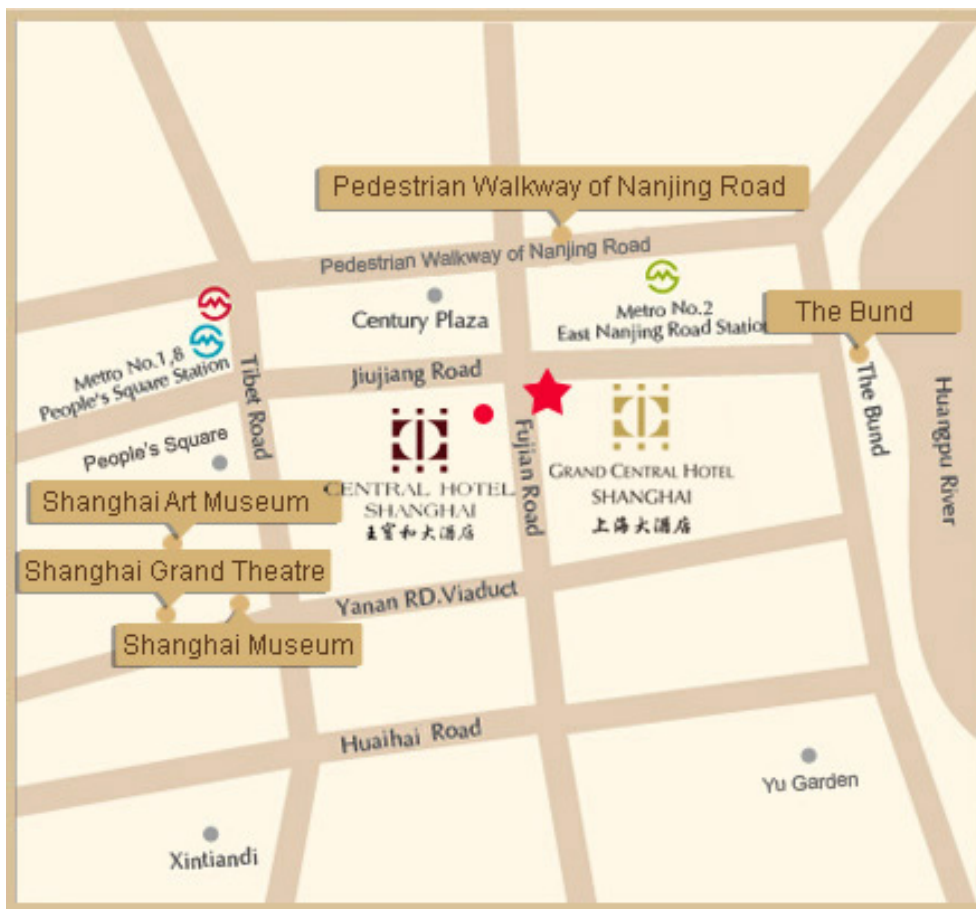 Pedestrian Walkway of Nanjing Road
Pedestrian Walkway of Nanjing Road
Metro No.2
East Nanjing Road Station
The Bund
Century Plaza
Metro No.1,8
People's Square Station
Tibet Road
Jiujiang Road
The Bund
Huangpu River
People's Square
Fujian Road
CENTRAL HOTEL
SHANGHAI
王宝和大酒店
GRAND CENTRAL HOTEL
SHANGHAI
上海大酒店
Shanghai Art Museum
Shanghai Grand Theatre
Shanghai Museum
Yanan RD.Viaduct
Huaihai Road
Yu Garden
Xintiandi